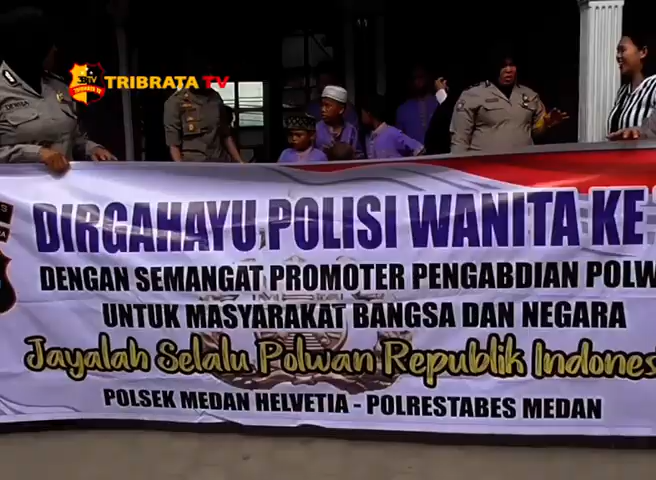 TRIBRATA TV
DIRGAHAYU POLISI WANITA KE
DENGAN SEMANGAT PROMOTER PENGABDIAN POLW
UNTUK MASYARAKAT BANGSA DAN NEGARA
Jayalah Selalu Polwan Republik Indones
POLSEK MEDAN HELVETIA - POLRESTABES MEDAN